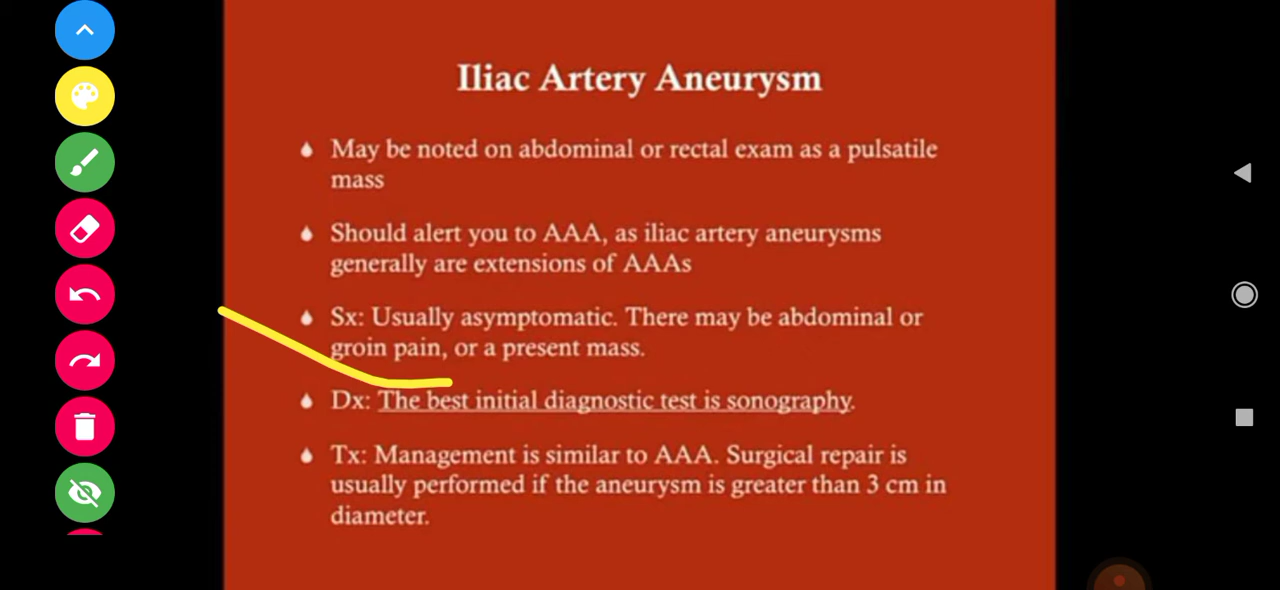 Iliac Artery Aneurysm
May be noted on abdominal or rectal exam as a pulsatile
mass
Should alert you to AAA, as iliac artery aneurysms
generally are extensions of AAAs
Sx: Usually asymptomatic. There may be abdominal or
groin pain, or a present mass.
Dx: The best initial diagnostic test is sonography.
Tx: Management is similar to AAA. Surgical repair is
usually performed if the aneurysm is greater than 3 cm in
diameter.